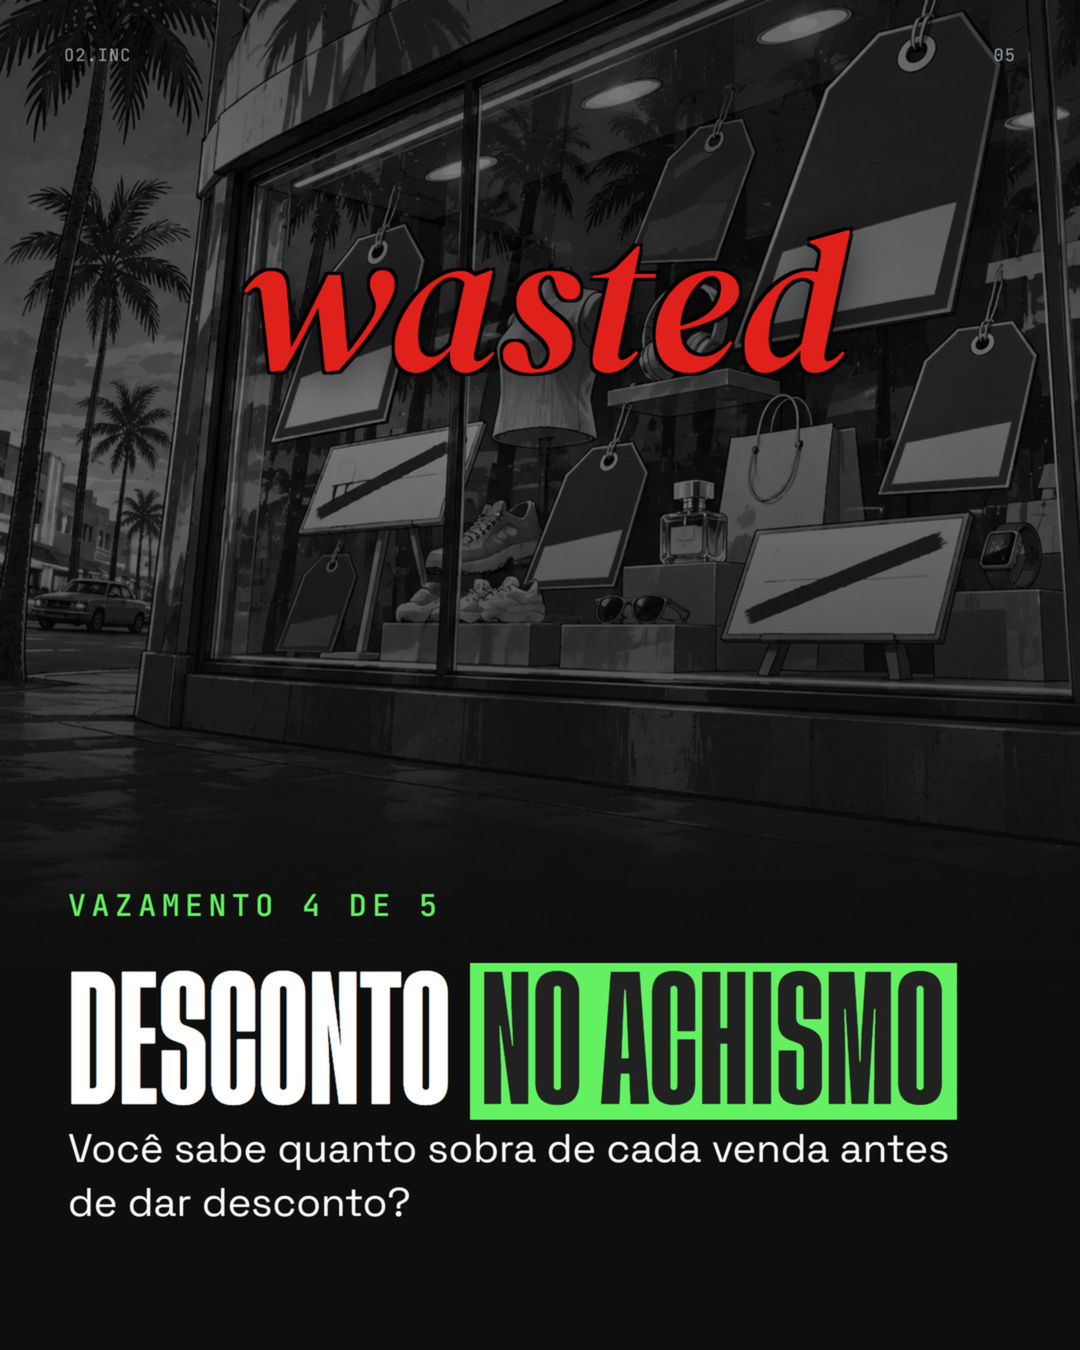 O2.INC
05
wasted
VAZAMENTO 4 DE 5
DESCONTO NO ACHISMO
Você sabe quanto sobra de cada venda antes
de dar desconto?